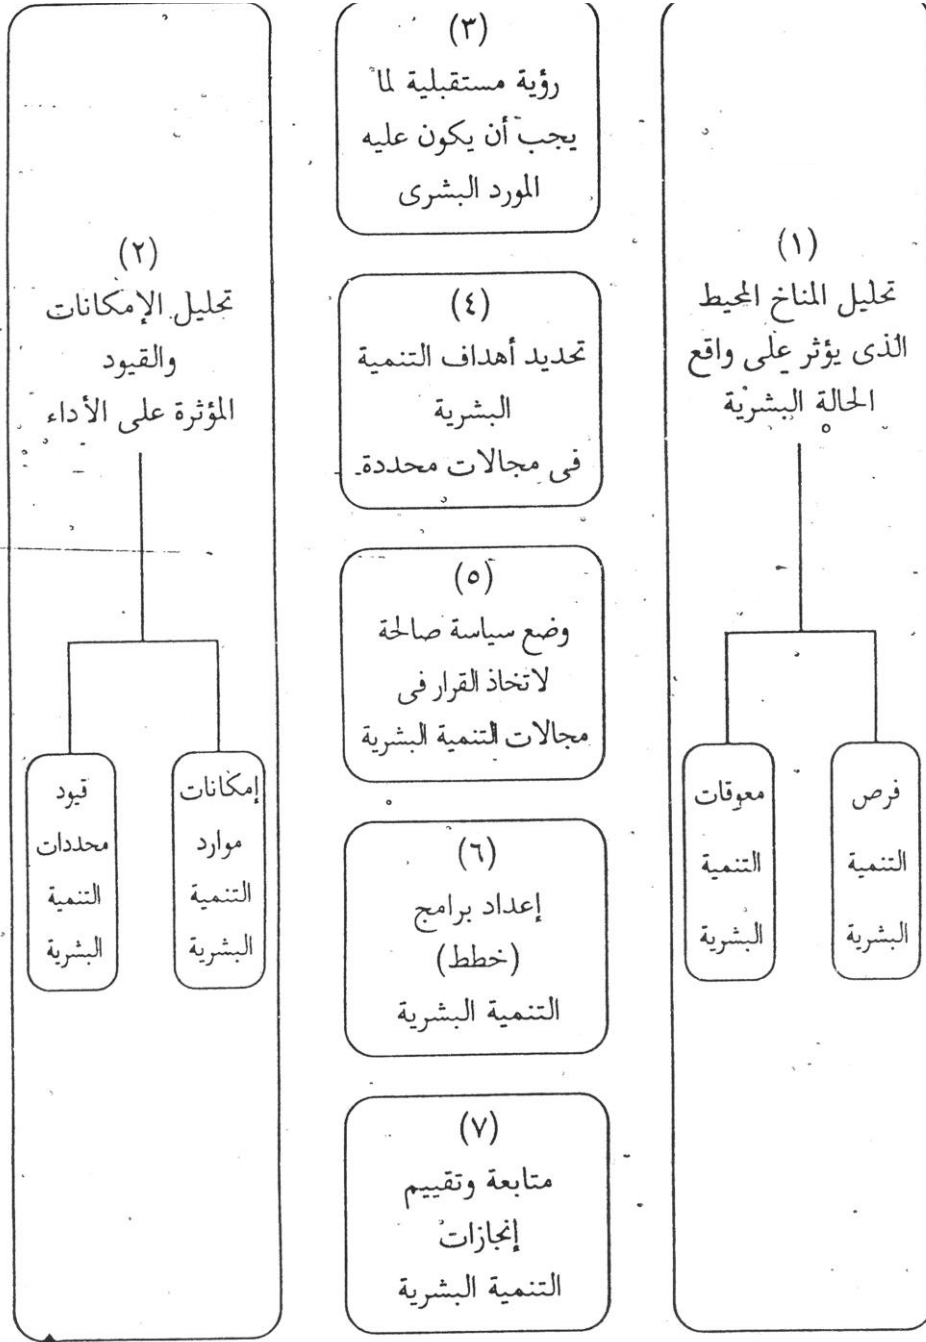 (١)
تحليل المناخ المحيط
الذى يؤثر على واقع
الحالة البشرية
فرص
التنمية
البشرية
معوقات
التنمية
البشرية
(٢)
تحليل الإمكانات
والقيود
المؤثرة على الأداء
إمكانات
موارد
التنمية
البشرية
قيود
محددات
التنمية
البشرية
(٣)
رؤية مستقبلية لما
يجب أن يكون عليه
المورد البشرى
(٤)
تحديد أهداف التنمية
البشرية
فى مجالات محددة.
(٥)
وضع سياسة صالحة
لاتخاذ القرار فى
مجالات التنمية البشرية
(٦)
إعداد برامج
(خطط)
التنمية البشرية
(٧)
متابعة وتقييم
إنجازات
التنمية البشرية